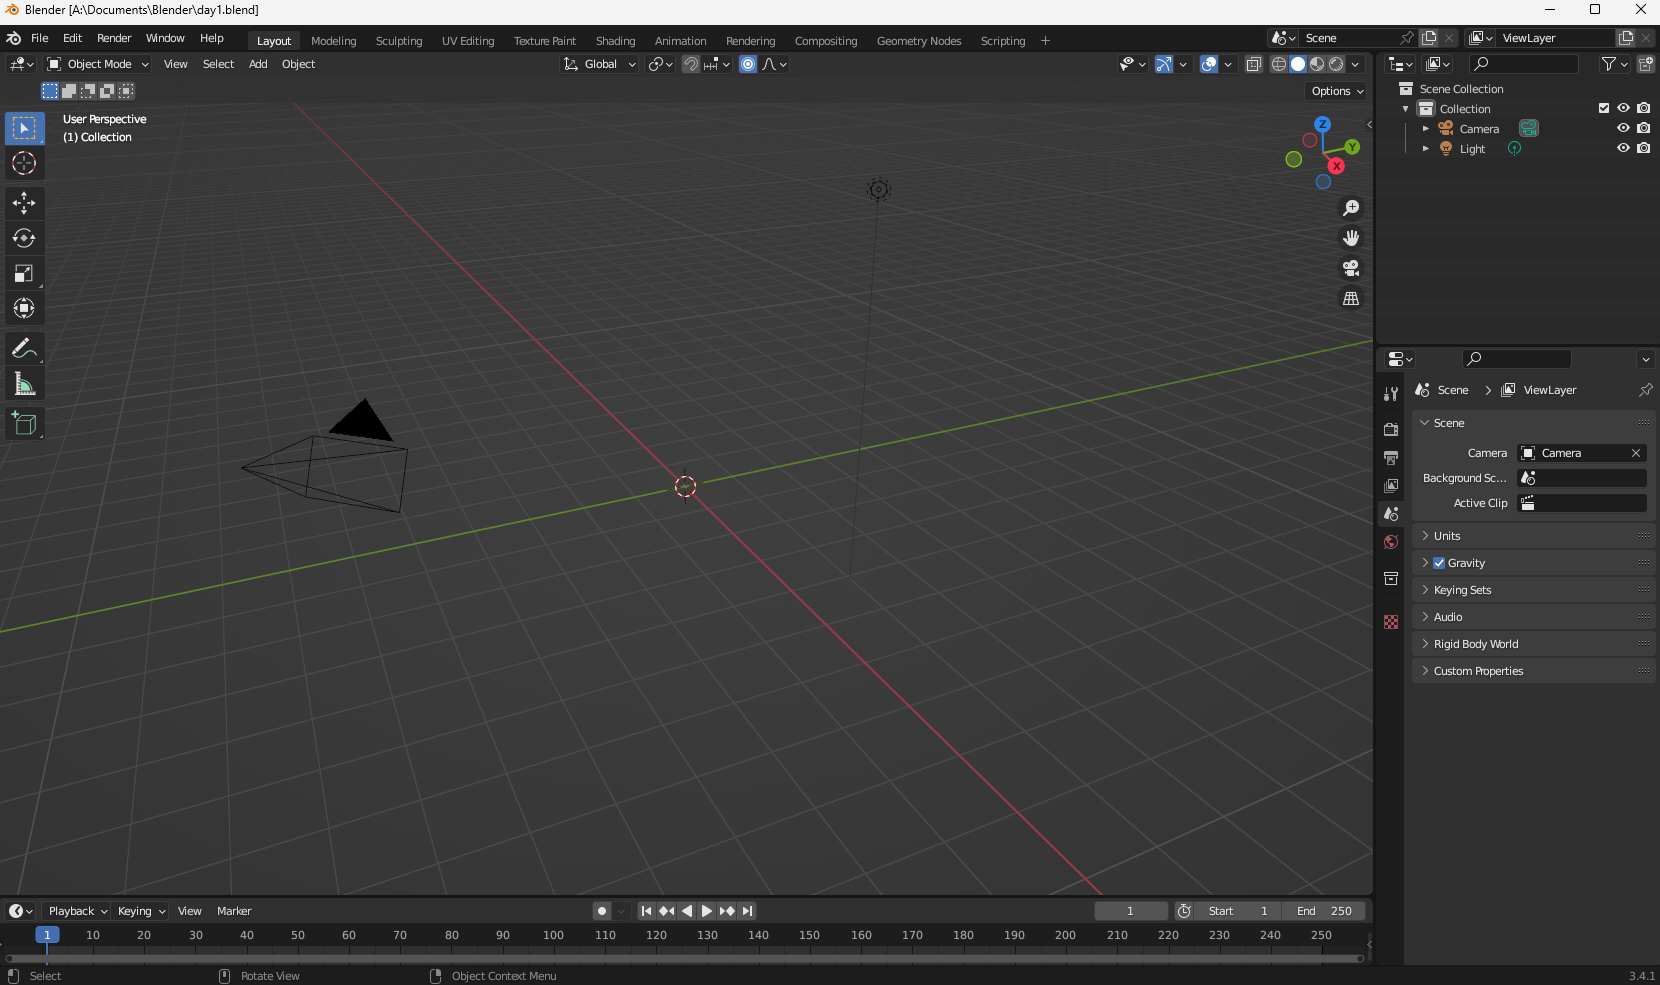 Blender [A:\Documents\Blender\day1.blend]
File Edit Render Window Help Layout Modeling Sculpting UV Editing Texture Paint Shading Animation Rendering Compositing Geometry Nodes Scripting + Scene ViewLayer
Object Mode View Select Add Object Global
Options
User Perspective
(1) Collection
Z
Y
X
Scene Collection
Collection
Camera
Light
Scene > ViewLayer
Scene
Camera Camera
Background Sc...
Active Clip
Units
Gravity
Keying Sets
Audio
Rigid Body World
Custom Properties
Playback Keying View Marker 1 Start 1 End 250
1 10 20 30 40 50 60 70 80 90 100 110 120 130 140 150 160 170 180 190 200 210 220 230 240 250
Select Rotate View Object Context Menu 3.4.1